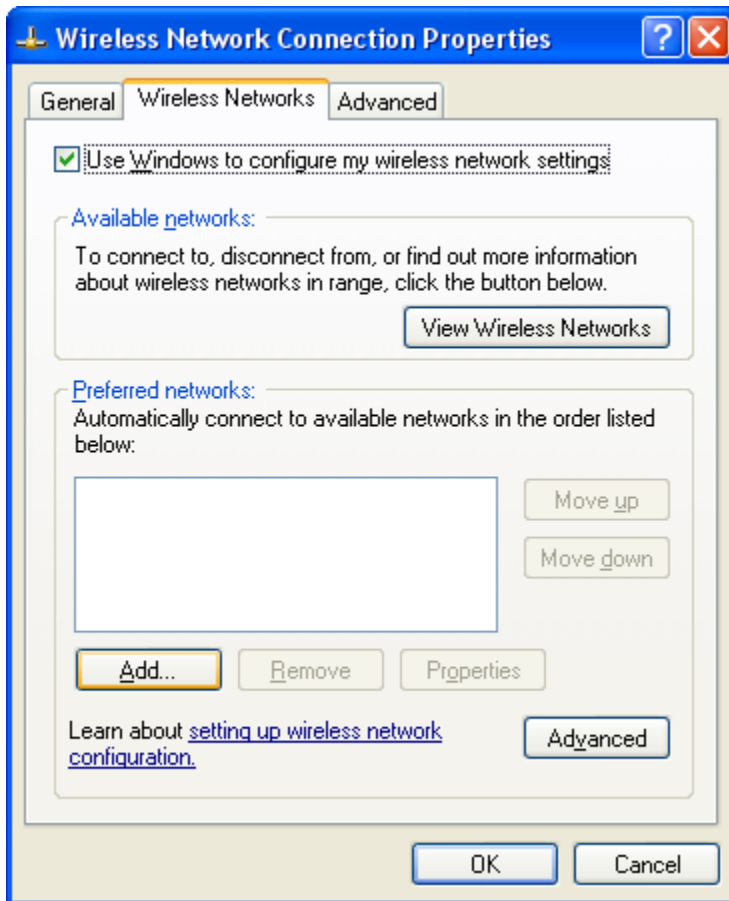 Wireless Network Connection Properties
General
Wireless Networks
Advanced
Use Windows to configure my wireless network settings
Available networks:
To connect to, disconnect from, or find out more information
about wireless networks in range, click the button below.
View Wireless Networks
Preferred networks:
Automatically connect to available networks in the order listed
below:
Move up
Move down
Add...
Remove
Properties
Learn about setting up wireless network
configuration.
Advanced
OK
Cancel